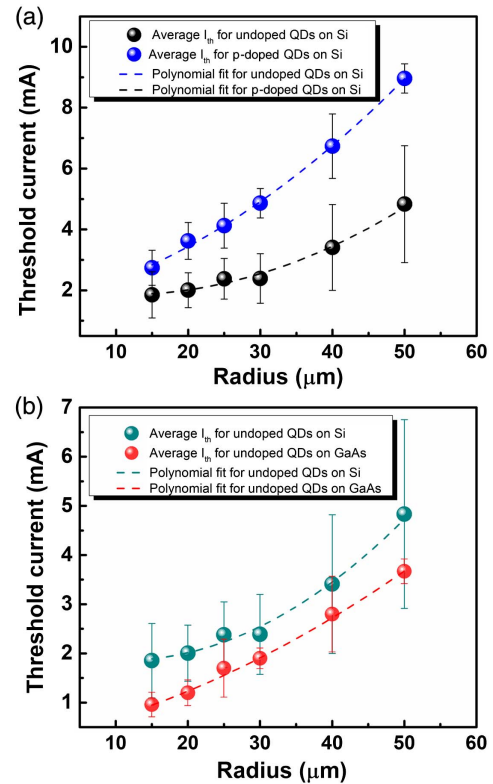 (a)
Average Ith for undoped QDs on Si
Average Ith for p-doped QDs on Si
Polynomial fit for undoped QDs on Si
Polynomial fit for p-doped QDs on Si
Threshold current (mA)
10
8
6
4
2
10 20 30 40 50 60
Radius (μm)
(b)
Average Ith for undoped QDs on Si
Average Ith for undoped QDs on GaAs
Polynomial fit for undoped QDs on Si
Polynomial fit for undoped QDs on GaAs
Threshold current (mA)
7
6
5
4
3
2
1
10 20 30 40 50 60
Radius (μm)